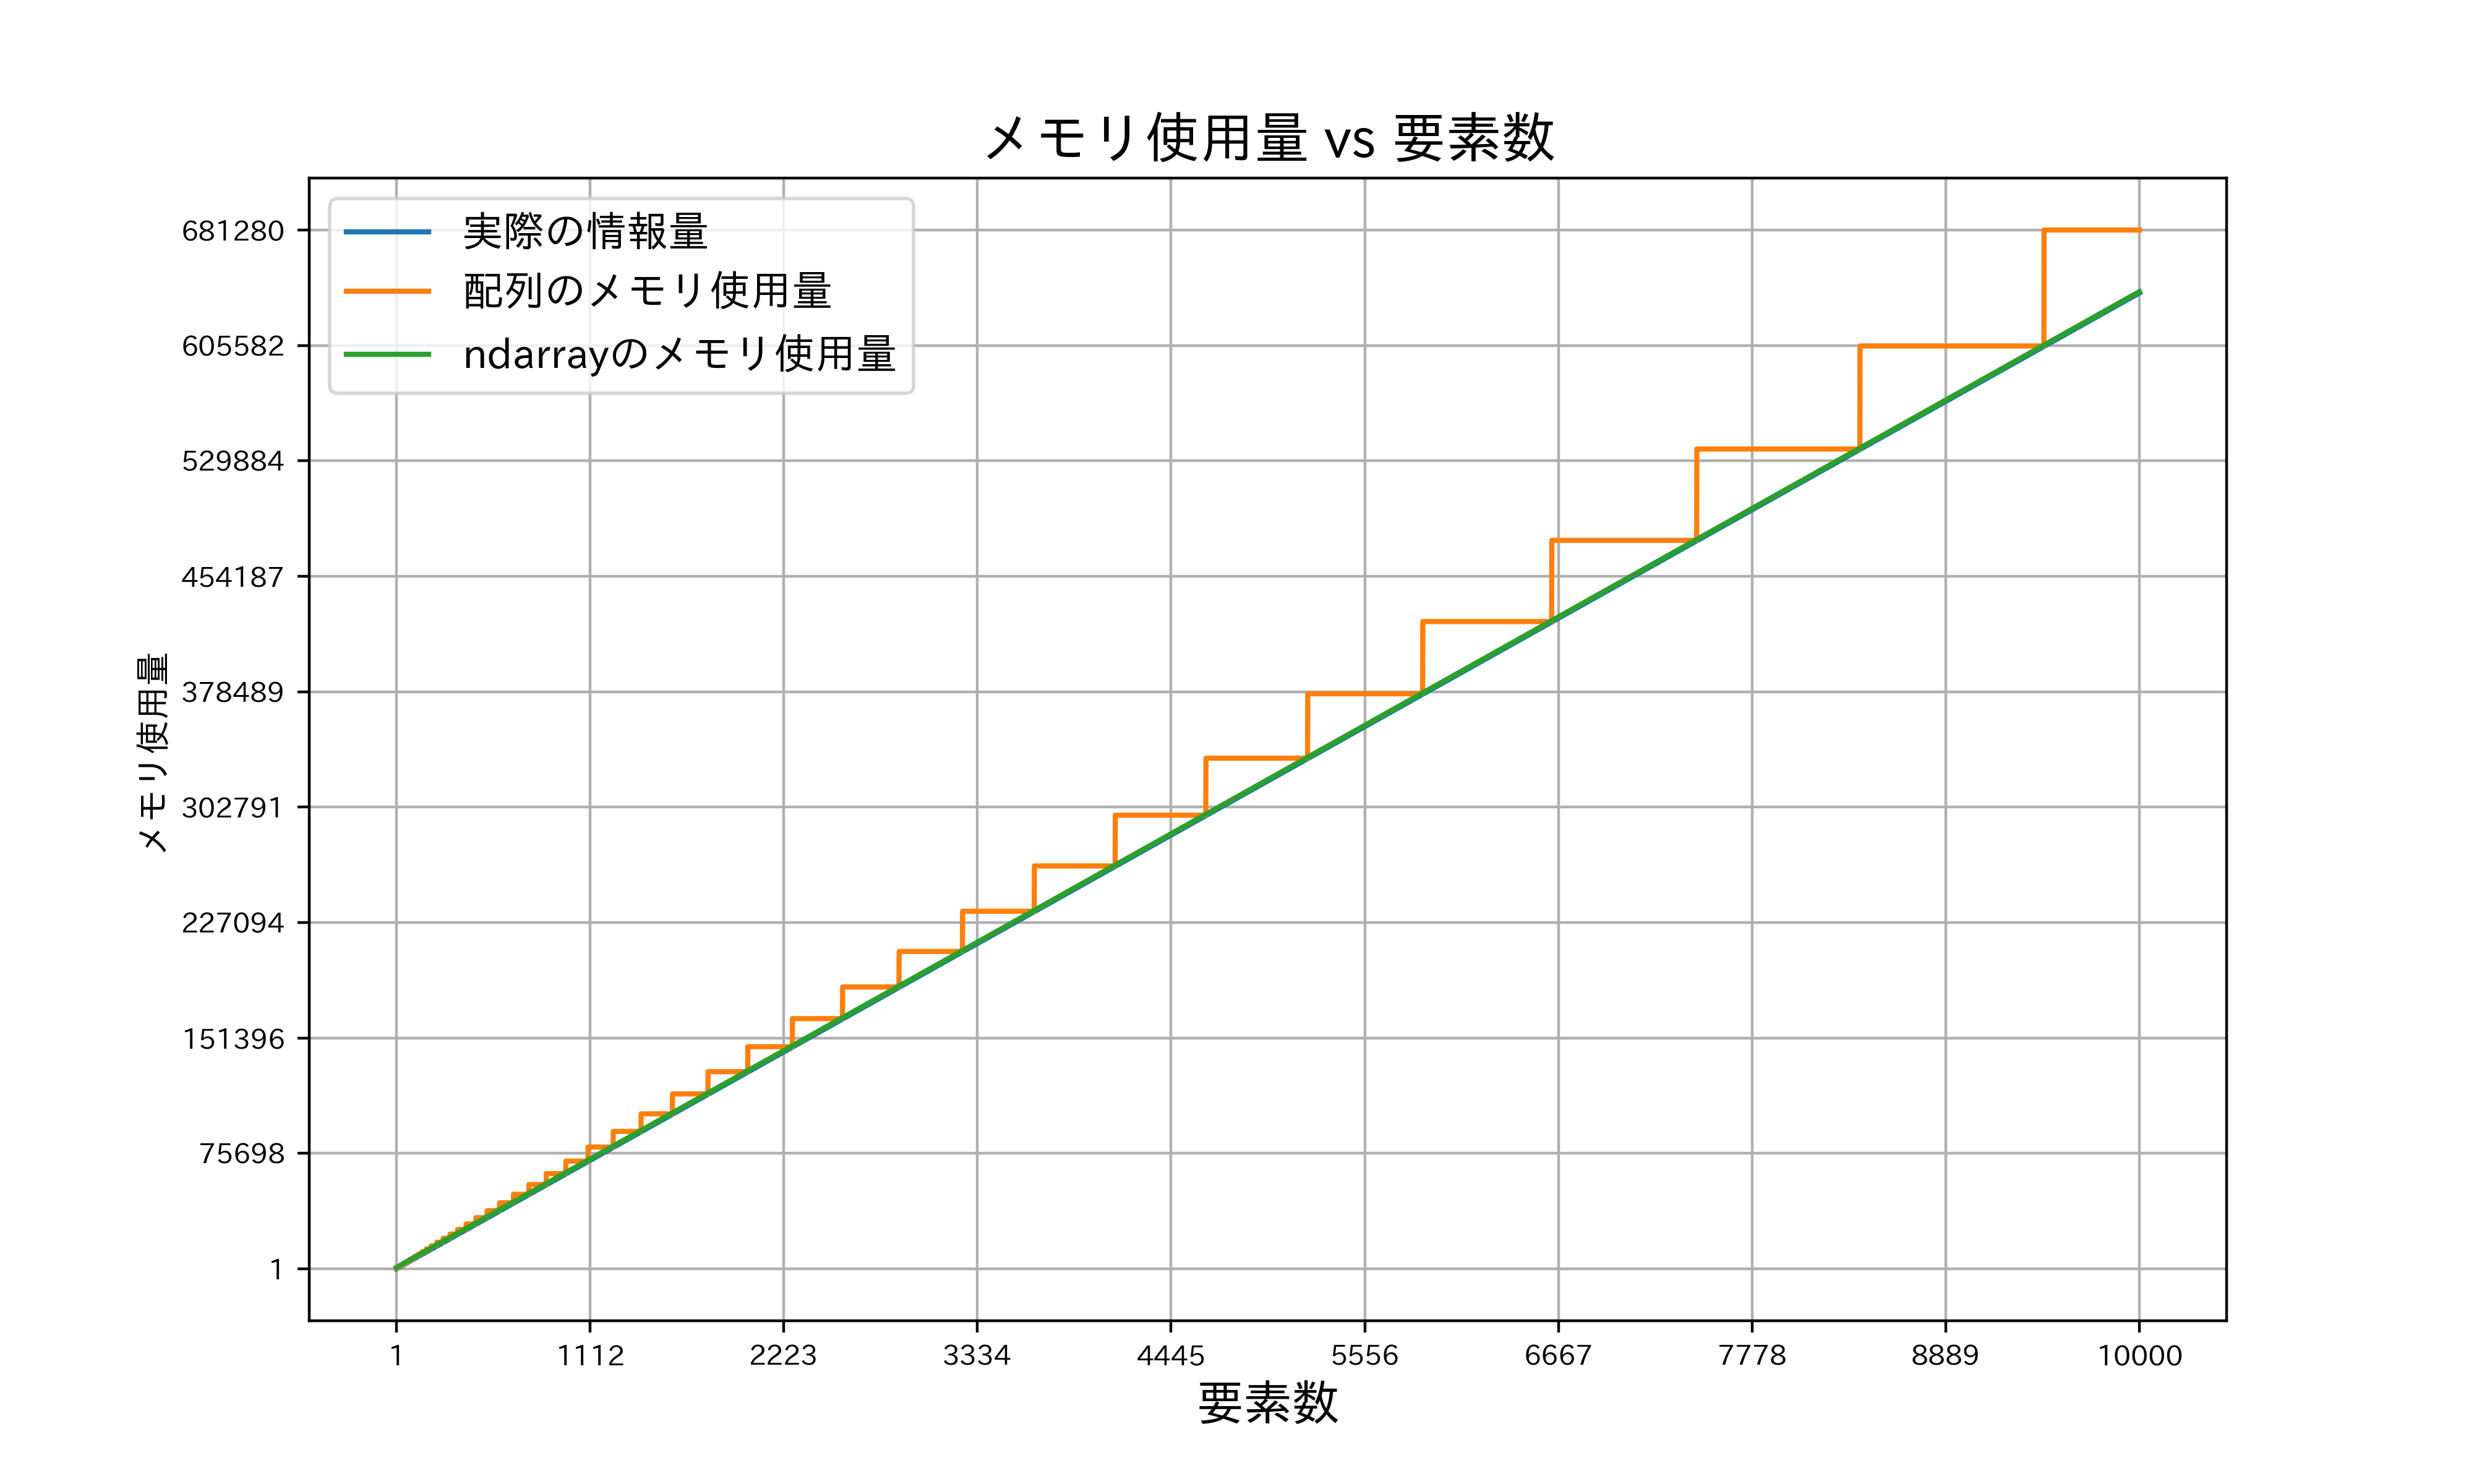 メモリ使用量 vs 要素数
実際の情報量
配列のメモリ使用量
ndarrayのメモリ使用量
メモリ使用量
681280
605582
529884
454187
378489
302791
227094
151396
75698
1
1 1112 2223 3334 4445 5556 6667 7778 8889 10000
要素数